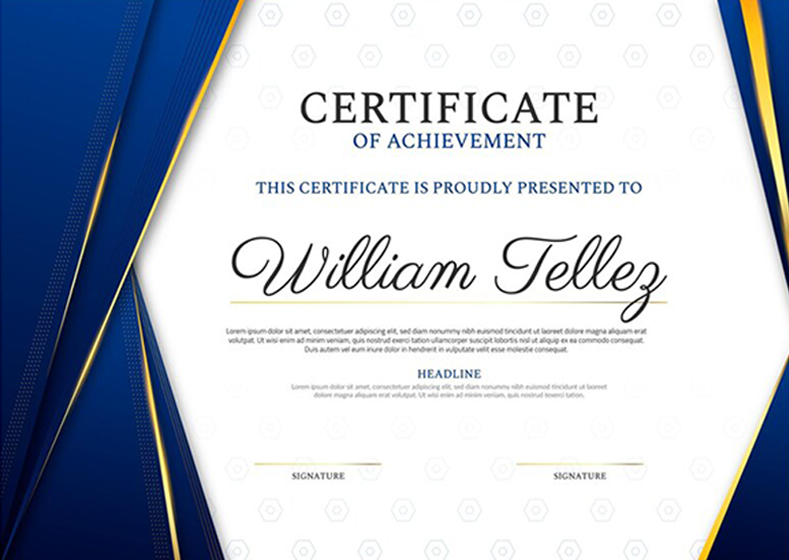 CERTIFICATE
OF ACHIEVEMENT
THIS CERTIFICATE IS PROUDLY PRESENTED TO
William Tellez
Lorem ipsum dolor sit amet, consectetuer adipiscing elit, sed diam nonummy nibh euismod tincidunt ut laoreet dolore magna aliquam erat
volutpat. Ut wisi enim ad minim veniam, quis nostrud exerci tation ullamcorper suscipit lobortis nisl ut aliquip ex ea commodo consequat.
Duis autem vel eum iriure dolor in hendrerit in vulputate velit esse molestie consequat.
HEADLINE
Lorem ipsum dolor sit amet, consectetuer adipiscing elit, sed diam nonummy nibh euismod tincidunt ut laoreet
dolore magna aliquam erat volutpat. Ut wisi enim ad minim veniam, quis nostrud exerci tation.
SIGNATURE
SIGNATURE